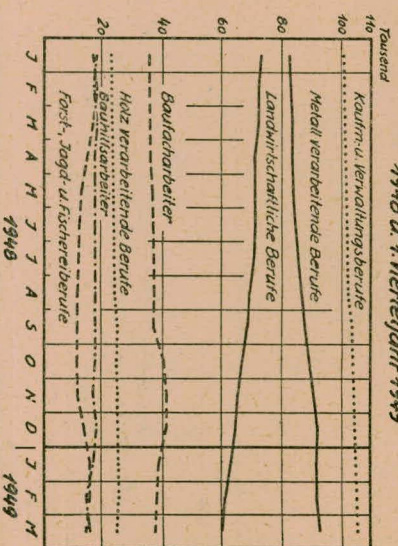 1948 u. 1. Vierteljahr 1949
Tausend
110
100
80
60
40
20
Kaufm.- u. Verwaltungsberufe
Metall verarbeitende Berufe
Landwirtschaftliche Berufe
Baufacharbeiter
Holz verarbeitende Berufe
Bauhilfsarbeiter
Forst-, Jagd- u. Fischereiberufe
J F M A M J J A S O N D J F M
1948 1949